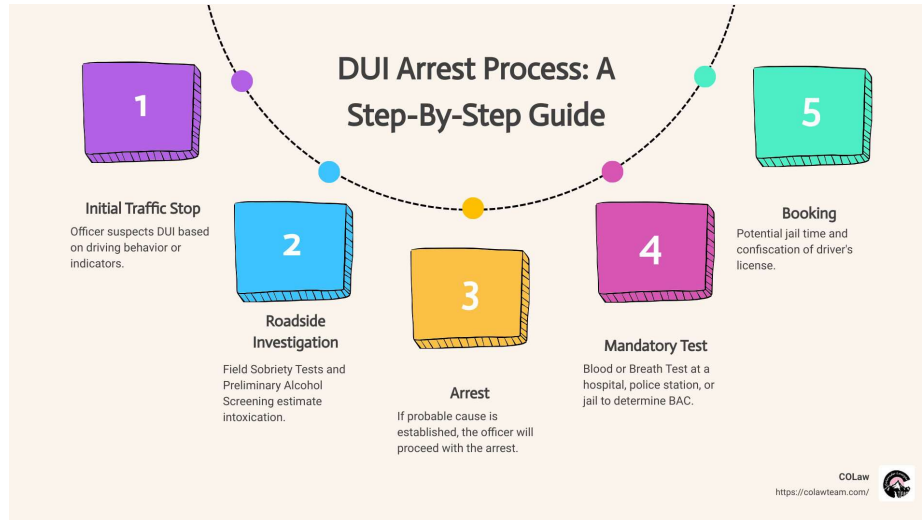 DUI Arrest Process: A
Step-By-Step Guide
1
Initial Traffic Stop
Officer suspects DUI based
on driving behavior or
indicators.
2
Roadside
Investigation
Field Sobriety Tests and
Preliminary Alcohol
Screening estimate
intoxication.
3
Arrest
If probable cause is
established, the officer will
proceed with the arrest.
4
Mandatory Test
Blood or Breath Test at a
hospital, police station, or
jail to determine BAC.
5
Booking
Potential jail time and
confiscation of driver's
license.
COLaw
https://colawteam.com/